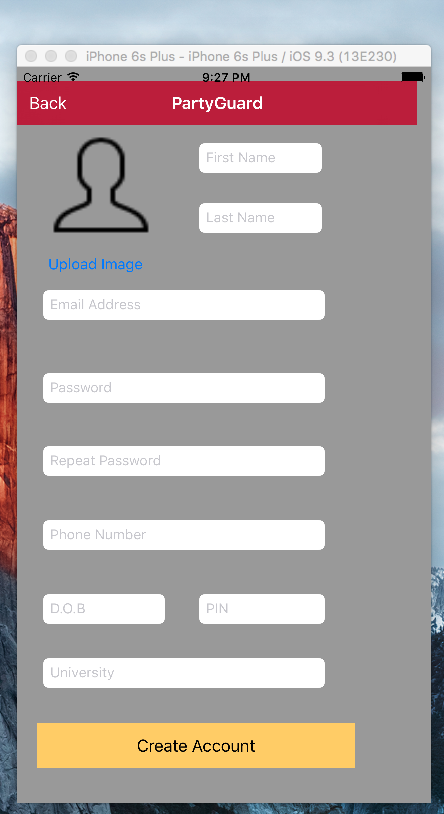 iPhone 6s Plus - iPhone 6s Plus / iOS 9.3 (13E230)
Carrier 9:27 PM
Back PartyGuard
First Name
Last Name
Upload Image
Email Address
Password
Repeat Password
Phone Number
D.O.B PIN
University
Create Account